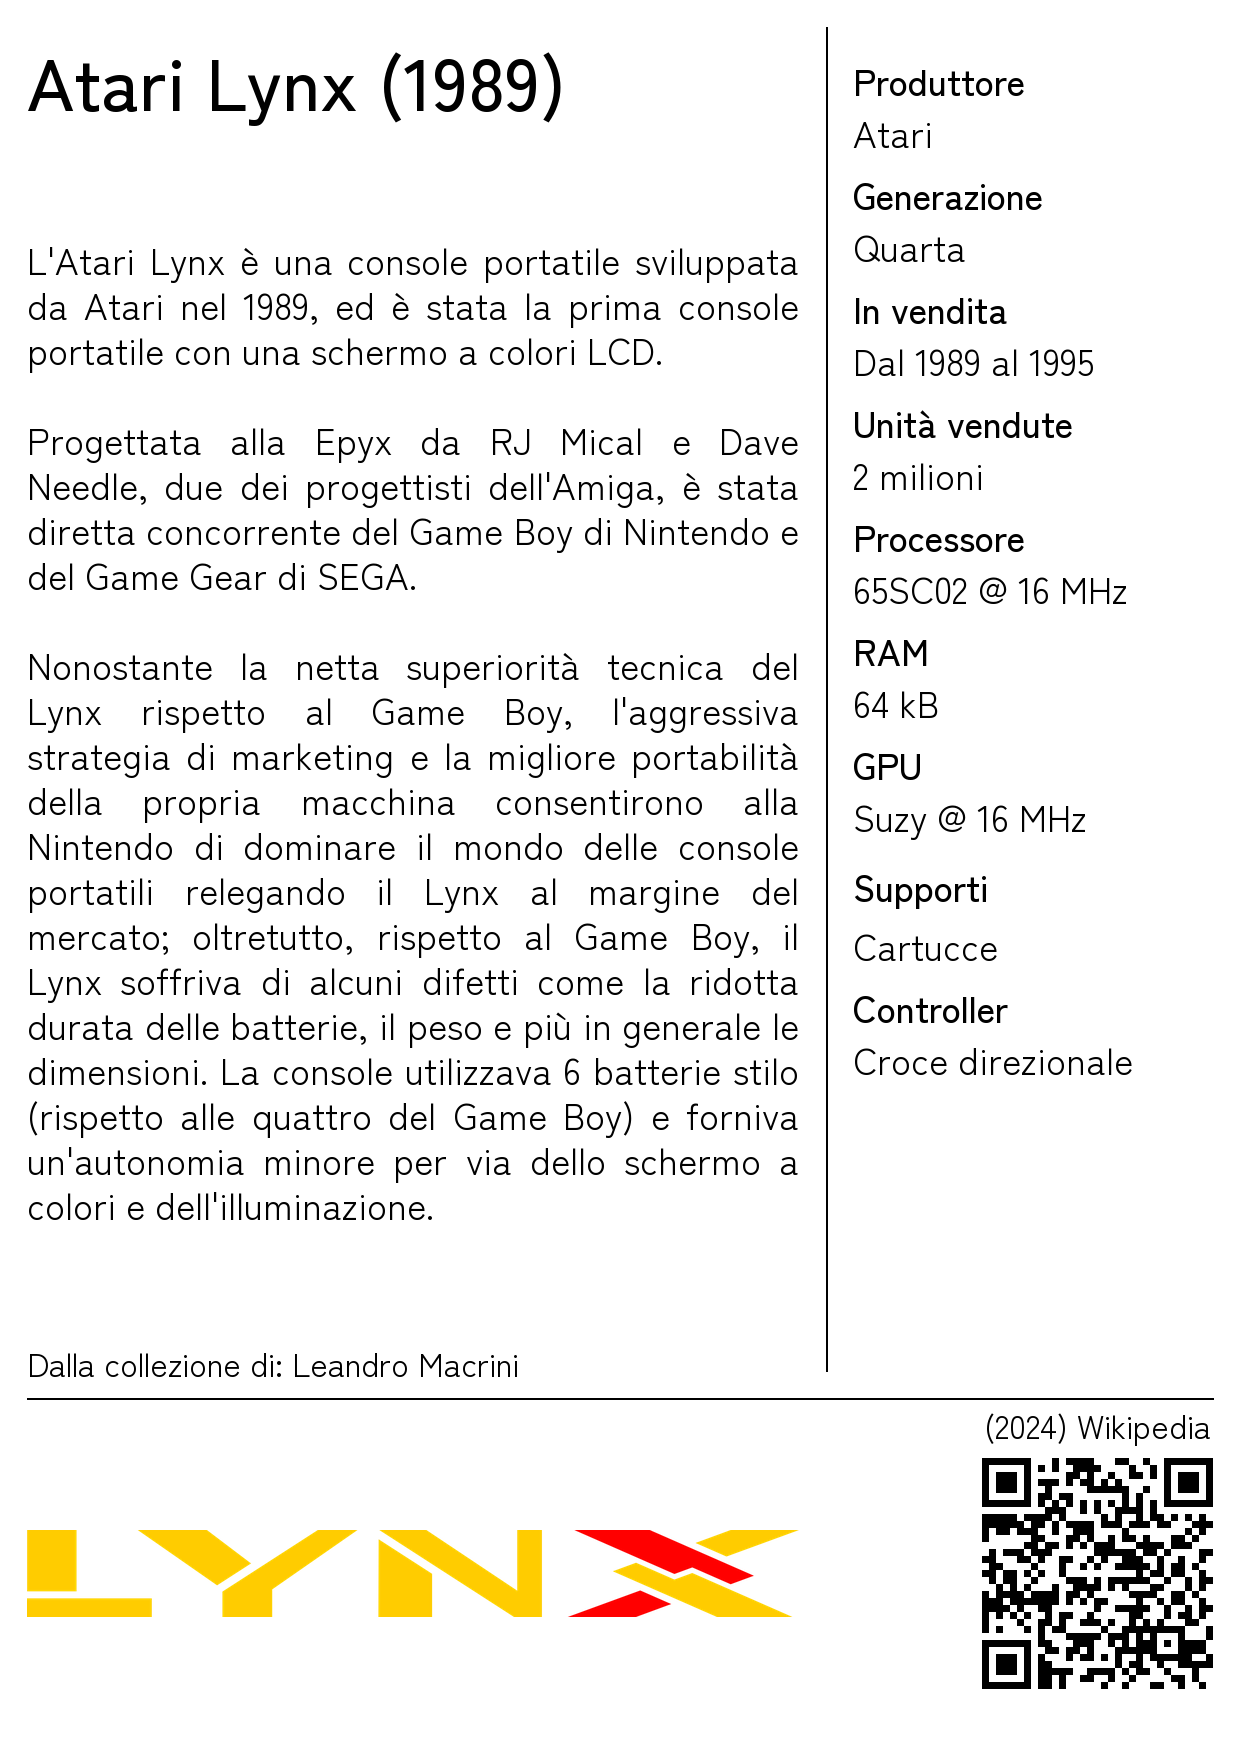 Atari Lynx (1989)
L'Atari Lynx è una console portatile sviluppata
da Atari nel 1989, ed è stata la prima console
portatile con una schermo a colori LCD.
Progettata alla Epyx da RJ Mical e Dave
Needle, due dei progettisti dell'Amiga, è stata
diretta concorrente del Game Boy di Nintendo e
del Game Gear di SEGA.
Nonostante la netta superiorità tecnica del
Lynx rispetto al Game Boy, l'aggressiva
strategia di marketing e la migliore portabilità
della propria macchina consentirono alla
Nintendo di dominare il mondo delle console
portatili relegando il Lynx al margine del
mercato; oltretutto, rispetto al Game Boy, il
Lynx soffriva di alcuni difetti come la ridotta
durata delle batterie, il peso e più in generale le
dimensioni. La console utilizzava 6 batterie stilo
(rispetto alle quattro del Game Boy) e forniva
un'autonomia minore per via dello schermo a
colori e dell'illuminazione.
Dalla collezione di: Leandro Macrini
Produttore
Atari
Generazione
Quarta
In vendita
Dal 1989 al 1995
Unità vendute
2 milioni
Processore
65SC02 @ 16 MHz
RAM
64 kB
GPU
Suzy @ 16 MHz
Supporti
Cartucce
Controller
Croce direzionale
(2024) Wikipedia
LYNX